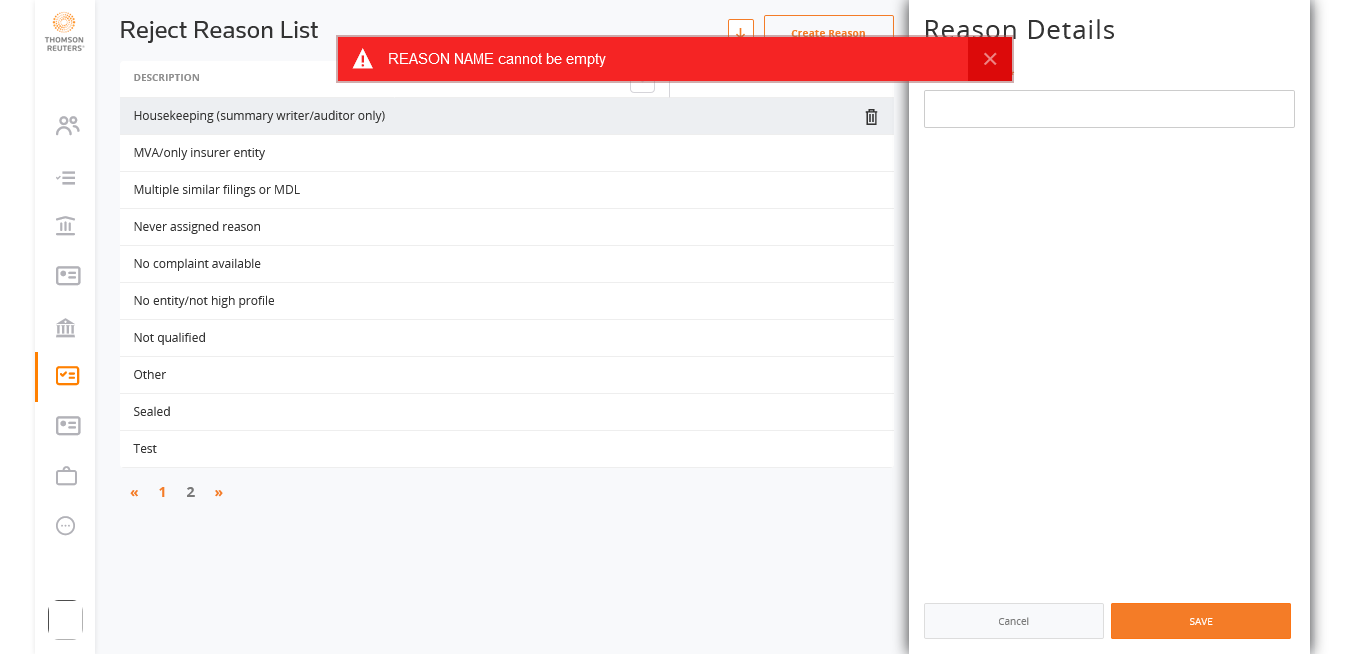 THOMSON
REUTERS
Reject Reason List
Create Reason
Reason Details
REASON NAME cannot be empty
DESCRIPTION
Housekeeping (summary writer/auditor only)
MVA/only insurer entity
Multiple similar filings or MDL
Never assigned reason
No complaint available
No entity/not high profile
Not qualified
Other
Sealed
Test
« 1 2 »
Cancel
SAVE